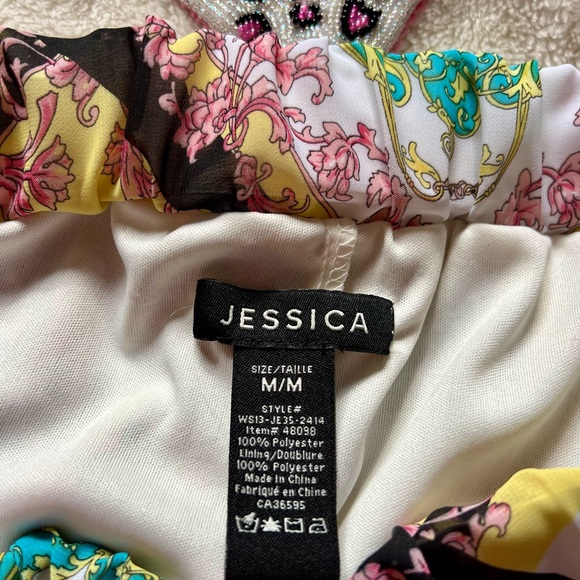 JESSICA
SIZE/TAILLE
M/M
STYLE#
WS13-JE35-2414
Item# 48098
100% Polyester
Lining/Doublure
100% Polyester
Made in China
Fabriqué en Chine
CA36595